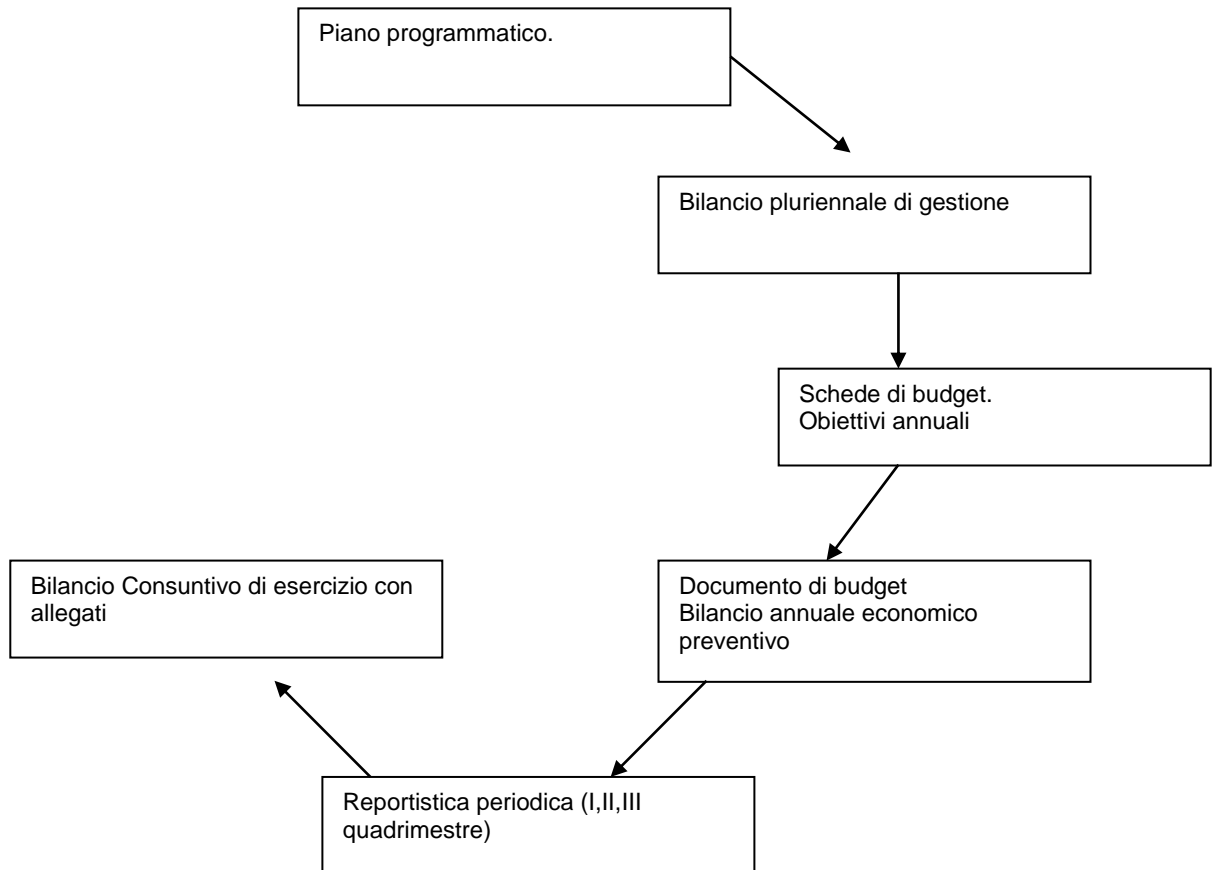 Piano programmatico.
Bilancio pluriennale di gestione
Schede di budget.
Obiettivi annuali
Documento di budget
Bilancio annuale economico
preventivo
Reportistica periodica (I,II,III
quadrimestre)
Bilancio Consuntivo di esercizio con
allegati